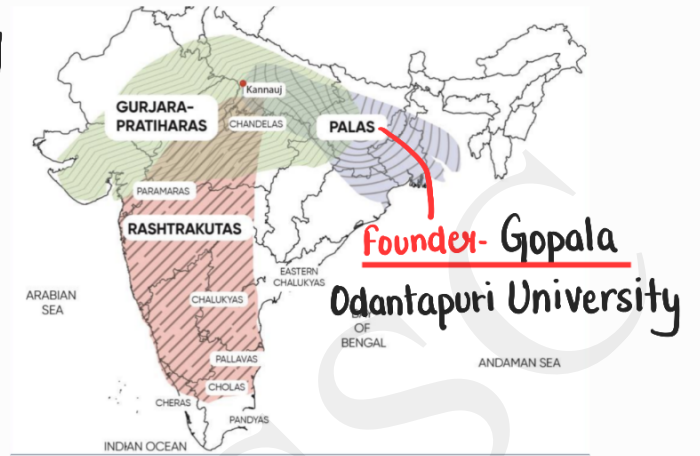 Kannauj
GURJARA-
PRATIHARAS
CHANDELAS
PALAS
PARAMARAS
RASHTRAKUTAS
Founder- Gopala
Odantapuri University
EASTERN
CHALUKYAS
ARABIAN
SEA
CHALUKYAS
OF
BENGAL
PALLAVAS
ANDAMAN SEA
CHOLAS
CHERAS
PANDYAS
INDIAN OCEAN